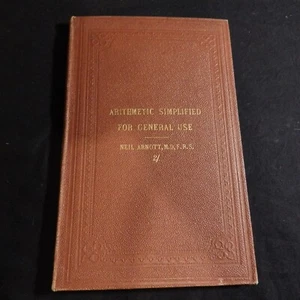 ARITHMETIC SIMPLIFIED
FOR GENERAL USE
NEIL ARNOTT, M.D, F.R.S.